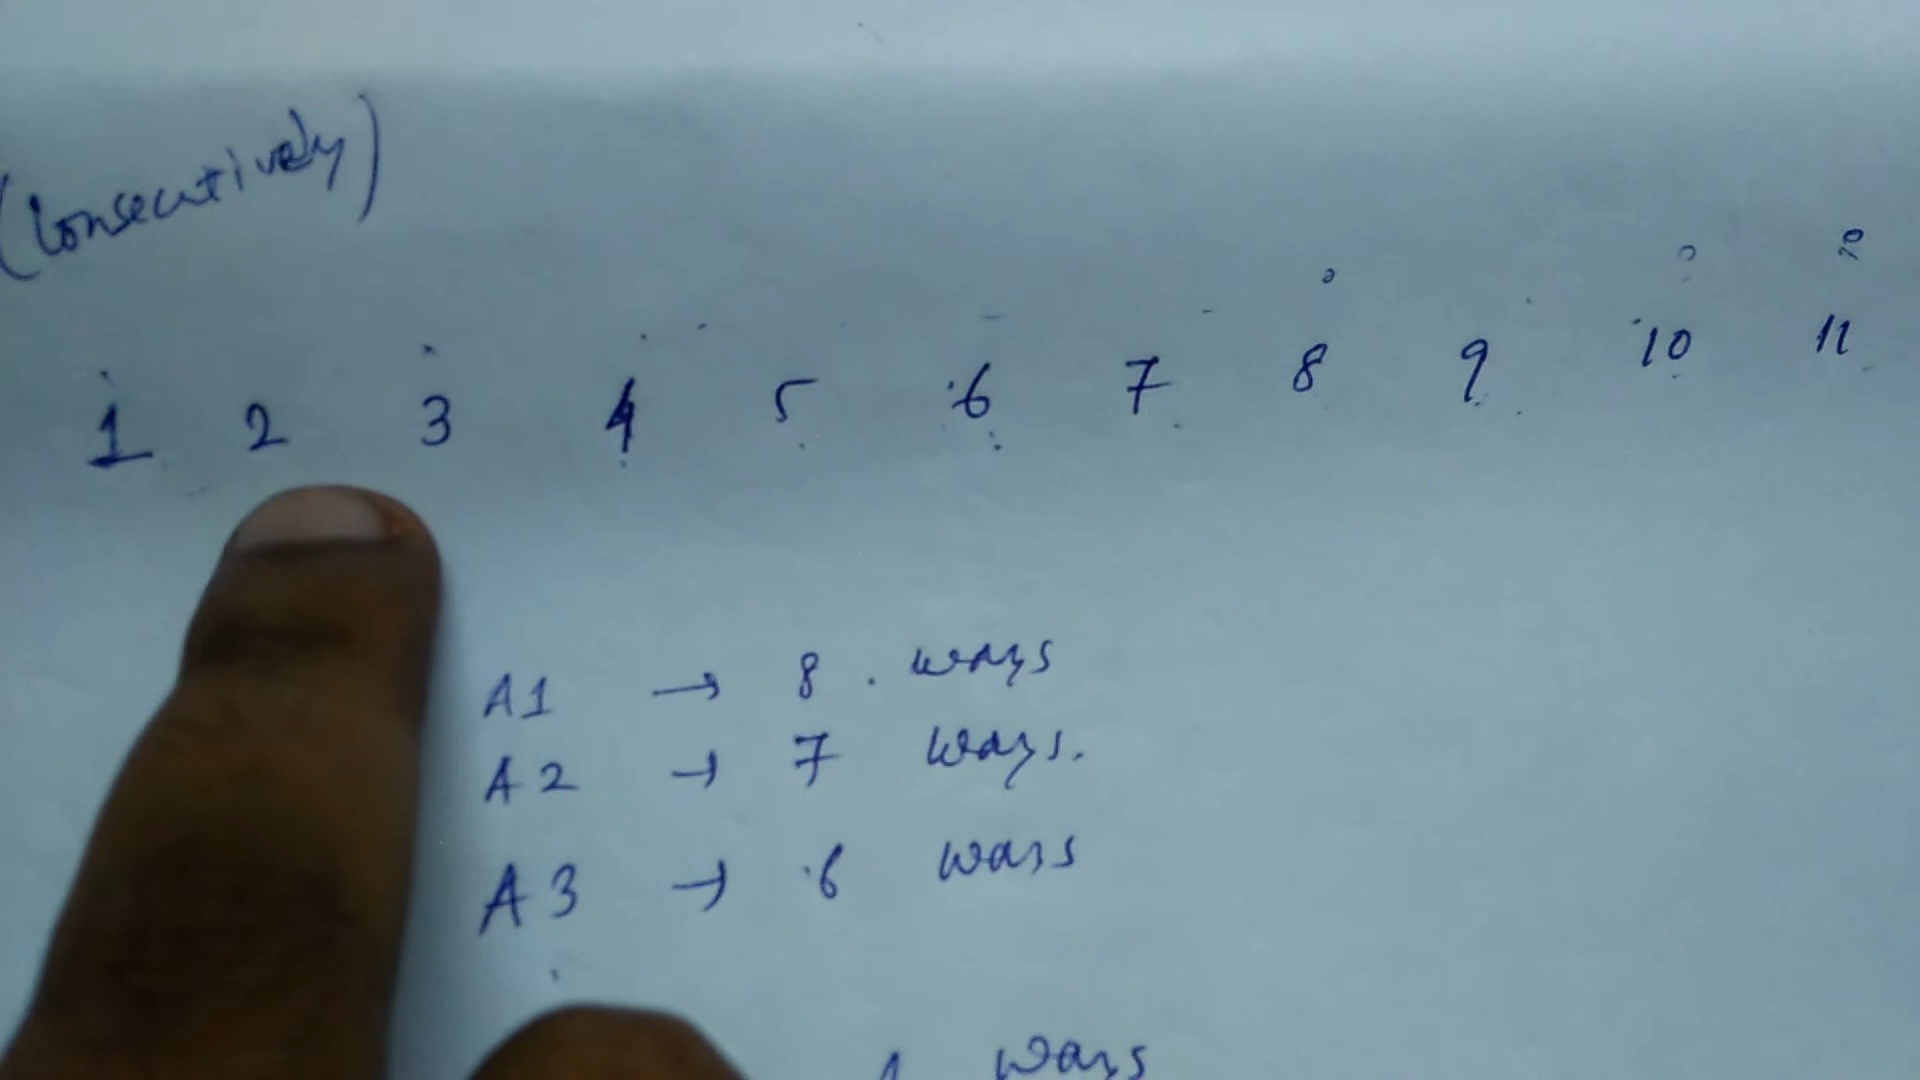 (Consecutively)
1 2 3 4 5 6 7 8 9 10 11
A1 → 8 ways
A2 → 7 ways.
A3 → 6 ways
ways